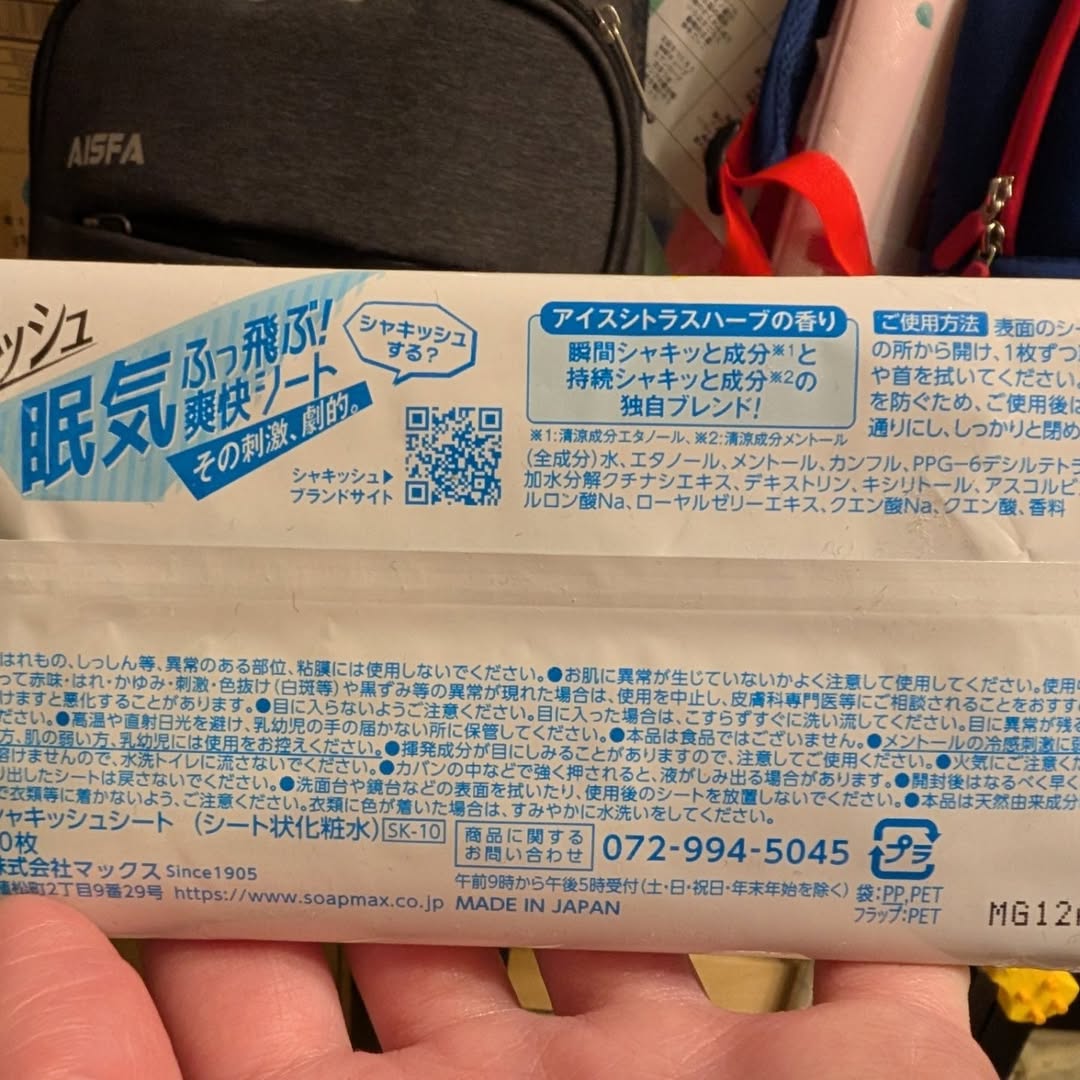 AISFA
ッシュ
眠気ふっ飛ぶ!
爽快シート
その刺激、劇的。
シャキッシュ
する?
シャキッシュ
ブランドサイト
アイスシトラスハーブの香り
瞬間シャキッと成分※1と
持続シャキッと成分※2の
独自ブレンド!
※1:清涼成分エタノール、※2:清涼成分メントール
(全成分)水、エタノール、メントール、カンフル、PPG-6デシルテトラ
加水分解クチナシエキス、デキストリン、キシリトール、アスコルビ
ルロン酸Na、ローヤルゼリーエキス、クエン酸Na、クエン酸、香料
ご使用方法 表面のシー
の所から開け、1枚ずつ
や首を拭いてください。
を防ぐため、ご使用後は
通りにし、しっかりと閉め
はれもの、しっしん等、異常のある部位、粘膜には使用しないでください。●お肌に異常が生じていないかよく注意して使用してください。使用
って赤味・はれ・かゆみ・刺激・色抜け(白斑等)や黒ずみ等の異常が現れた場合は、使用を中止し、皮膚科専門医等にご相談されることをおすす
けますと悪化することがあります。●目に入らないようご注意ください。目に入った場合は、こすらずすぐに洗い流してください。目に異常が残る
ださい。●高温や直射日光を避け、乳幼児の手の届かない所に保管してください。●本品は食品ではございません。●メントールの冷感刺激に
方、肌の弱い方、乳幼児には使用をお控えください。●揮発成分が目にしみることがありますので、注意してご使用ください。●火気にご注意くだ
溶けませんので、水洗トイレに流さないでください。●カバンの中などで強く押されると、液がしみ出る場合があります。●開封後はなるべく早く
り出したシートは戻さないでください。●洗面台や鏡台などの表面を拭いたり、使用後のシートを放置しないでください。●本品は天然由来成分
で衣類等に着かないよう、ご注意ください。衣類に色が着いた場合は、すみやかに水洗いをしてください。
シャキッシュシート (シート状化粧水) SK-10
0枚
株式会社マックス Since1905
植松町2丁目9番29号 https://www.soapmax.co.jp
商品に関する
お問い合わせ
072-994-5045
午前9時から午後5時受付(土・日・祝日・年末年始を除く)
MADE IN JAPAN
プラ
袋:PP,PET
フラップ:PET
MG12